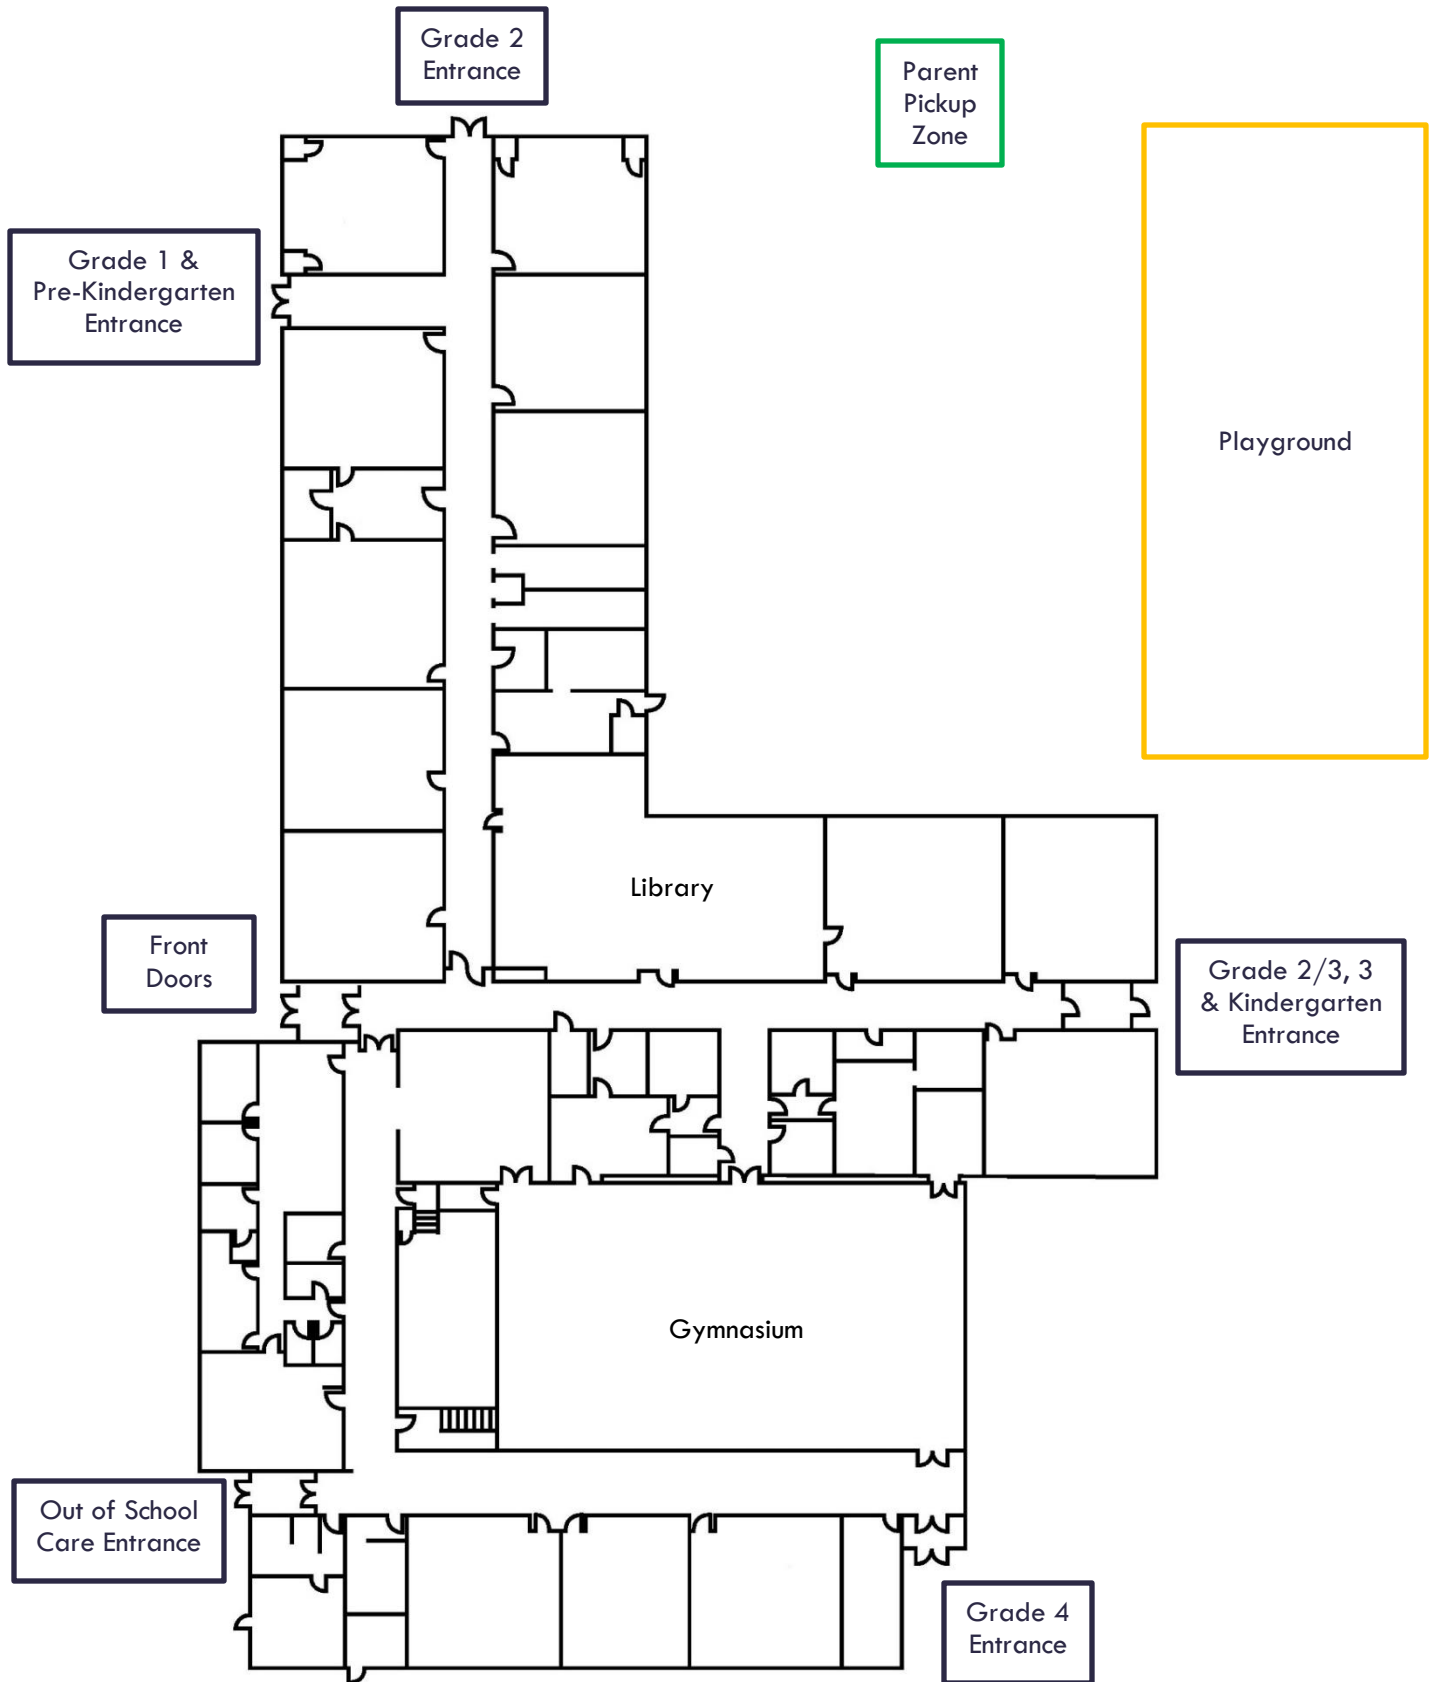 Grade 2
Entrance
Parent
Pickup
Zone
Grade 1 &
Pre-Kindergarten
Entrance
Playground
Library
Front
Doors
Grade 2/3, 3
& Kindergarten
Entrance
Gymnasium
Out of School
Care Entrance
Grade 4
Entrance